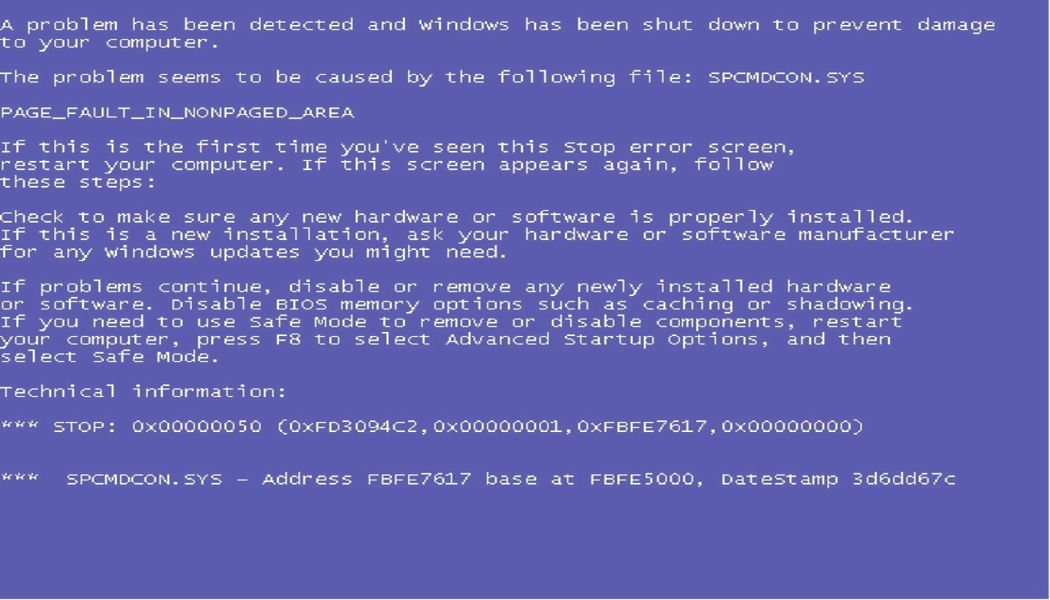 A problem has been detected and Windows has been shut down to prevent damage
to your computer.
The problem seems to be caused by the following file: SPCMDCON.SYS
PAGE_FAULT_IN_NONPAGED_AREA
If this is the first time you've seen this Stop error screen,
restart your computer. If this screen appears again, follow
these steps:
Check to make sure any new hardware or software is properly installed.
If this is a new installation, ask your hardware or software manufacturer
for any Windows updates you might need.
If problems continue, disable or remove any newly installed hardware
or software. Disable BIOS memory options such as caching or shadowing.
If you need to use Safe Mode to remove or disable components, restart
your computer, press F8 to select Advanced Startup Options, and then
select Safe Mode.
Technical information:
*** STOP: 0x00000050 (0xFD3094C2,0x00000001,0xFBFE7617,0x00000000)
***  SPCMDCON.SYS - Address FBFE7617 base at FBFE5000, DateStamp 3d6dd67c